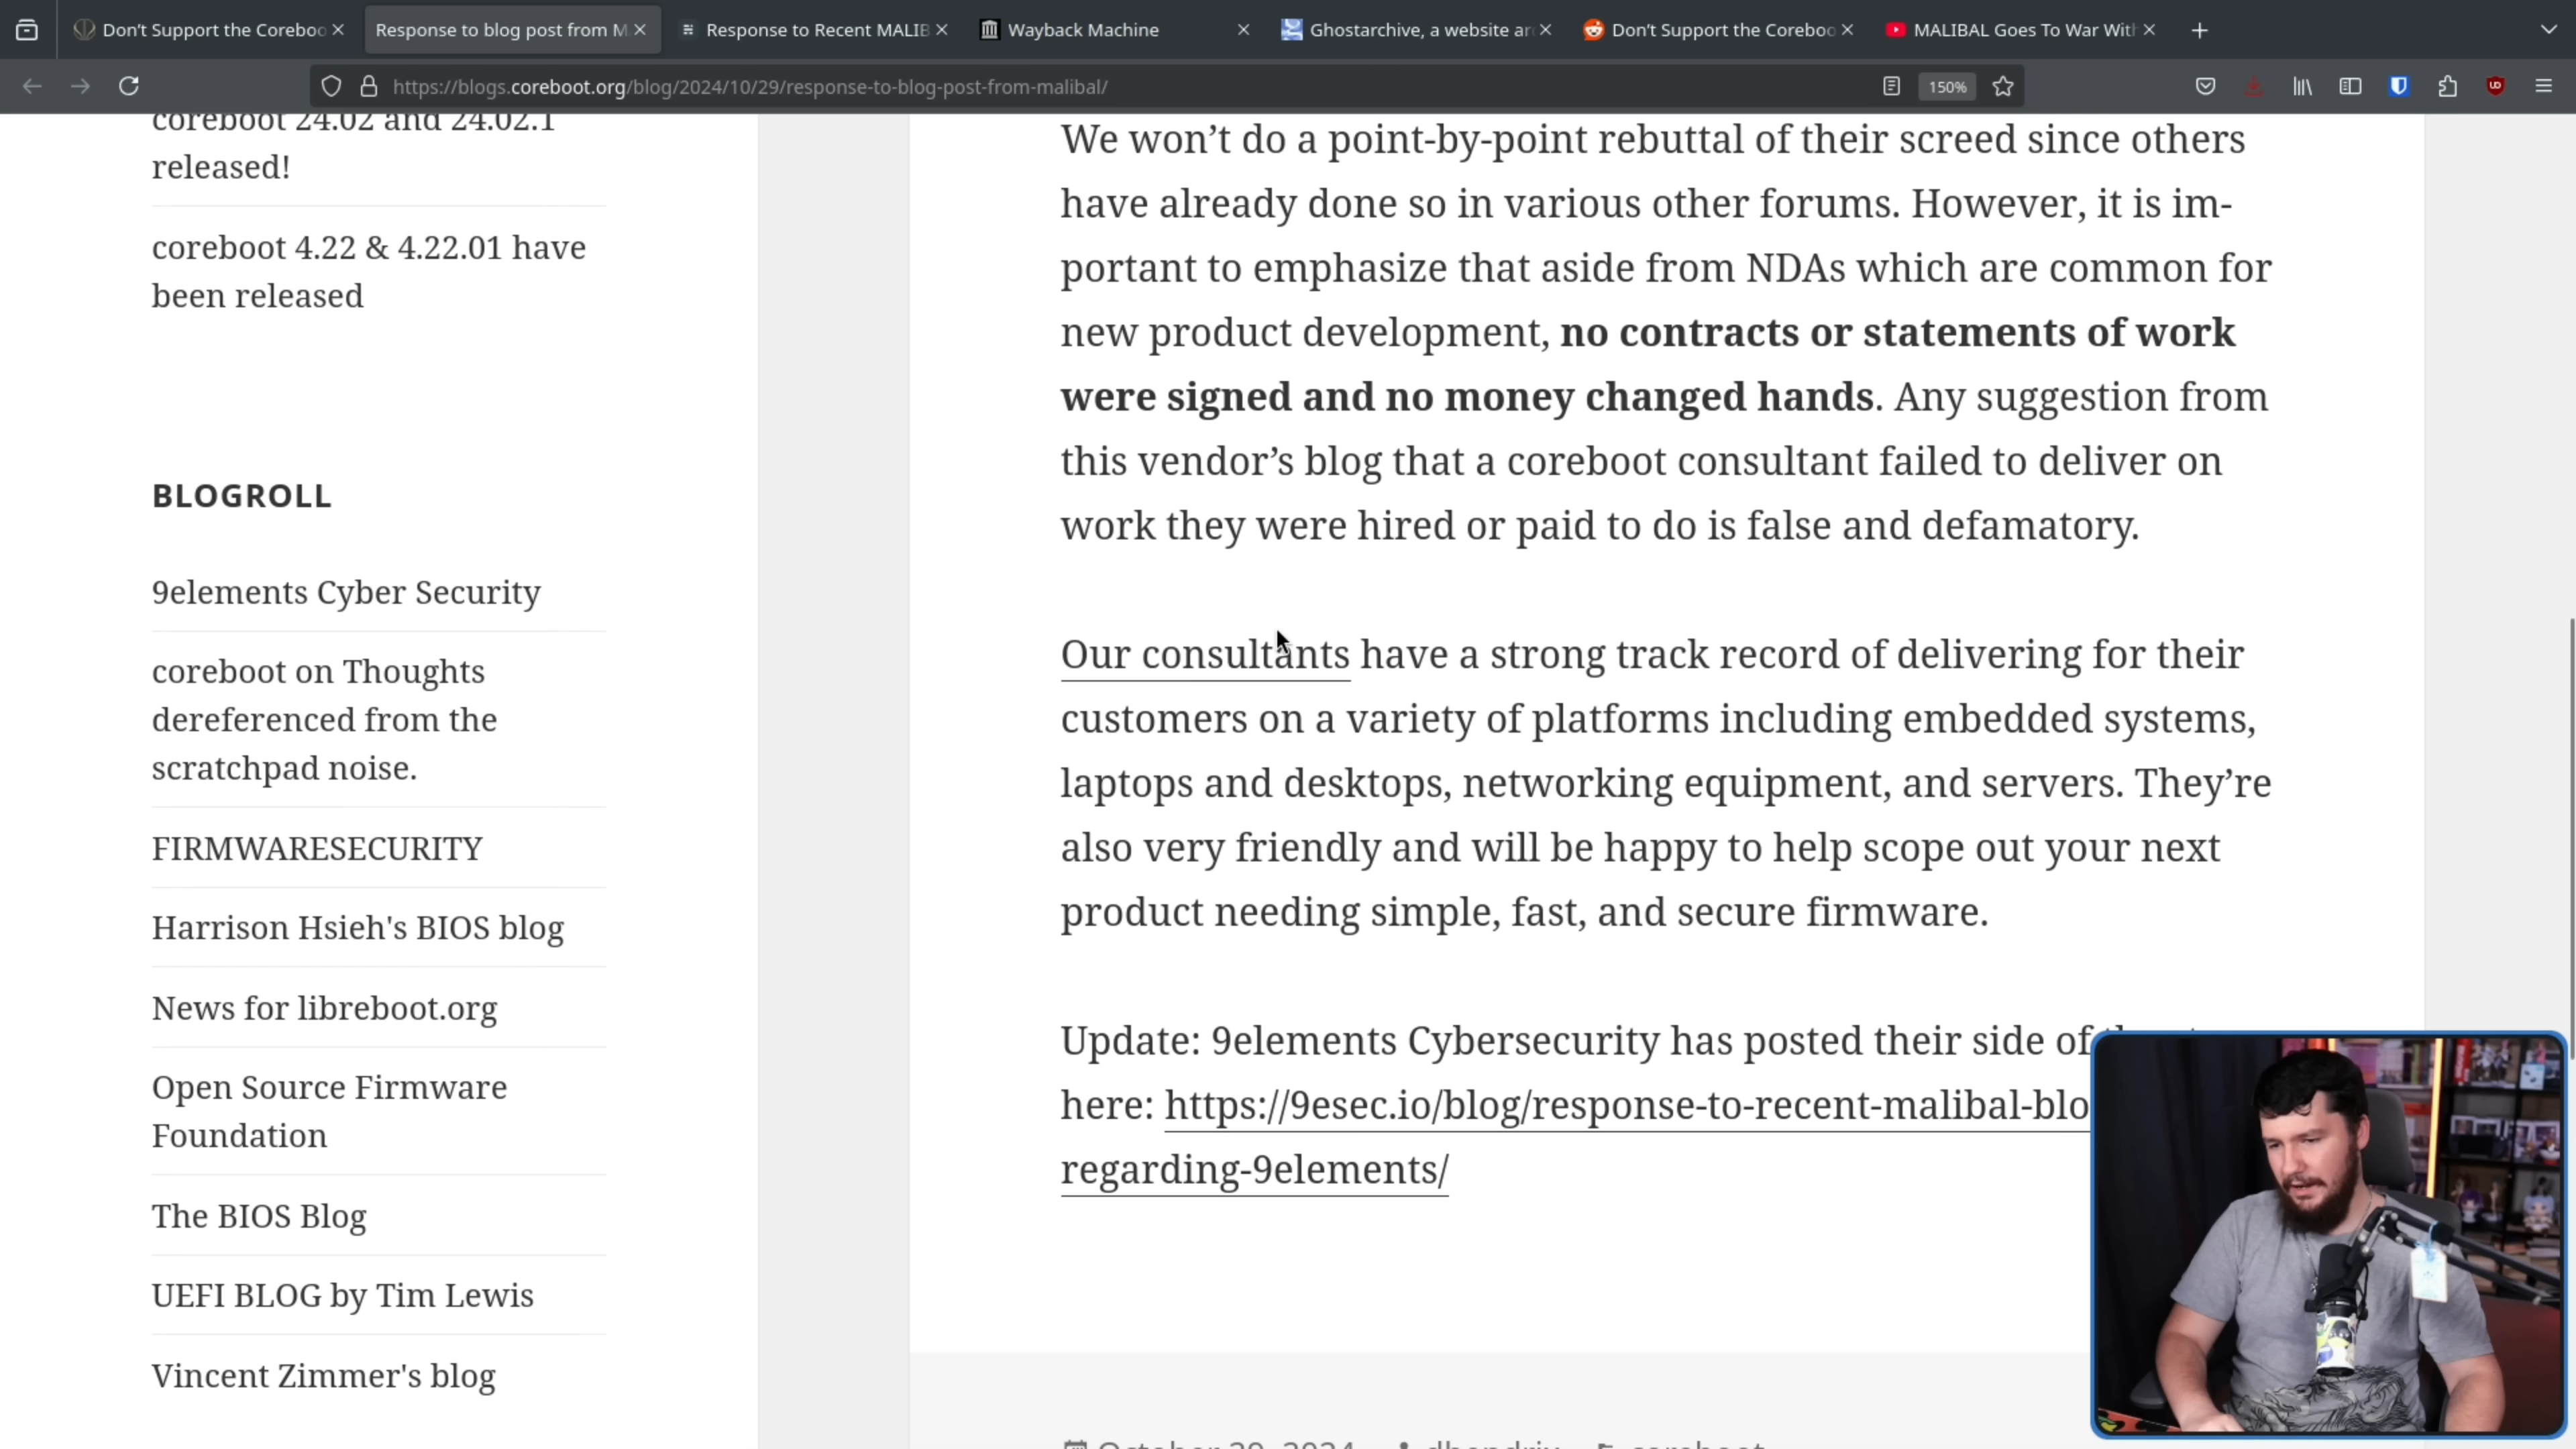 Don't Support the Coreboo
Response to blog post from M
Response to Recent MALIB
Wayback Machine
Ghostarchive, a website ar
Don't Support the Coreboo
MALIBAL Goes To War With
https://blogs.coreboot.org/blog/2024/10/29/response-to-blog-post-from-malibal/
150%
coreboot 24.02 and 24.02.1
released!
coreboot 4.22 & 4.22.01 have
been released
BLOGROLL
9elements Cyber Security
coreboot on Thoughts
dereferenced from the
scratchpad noise.
FIRMWARESECURITY
Harrison Hsieh's BIOS blog
News for libreboot.org
Open Source Firmware
Foundation
The BIOS Blog
UEFI BLOG by Tim Lewis
Vincent Zimmer's blog
We won’t do a point-by-point rebuttal of their screed since others
have already done so in various other forums. However, it is im-
portant to emphasize that aside from NDAs which are common for
new product development, no contracts or statements of work
were signed and no money changed hands. Any suggestion from
this vendor’s blog that a coreboot consultant failed to deliver on
work they were hired or paid to do is false and defamatory.
Our consultants have a strong track record of delivering for their
customers on a variety of platforms including embedded systems,
laptops and desktops, networking equipment, and servers. They’re
also very friendly and will be happy to help scope out your next
product needing simple, fast, and secure firmware.
Update: 9elements Cybersecurity has posted their side of
here: https://9esec.io/blog/response-to-recent-malibal-blo
regarding-9elements/
October 29, 2024 dhendrix coreboot